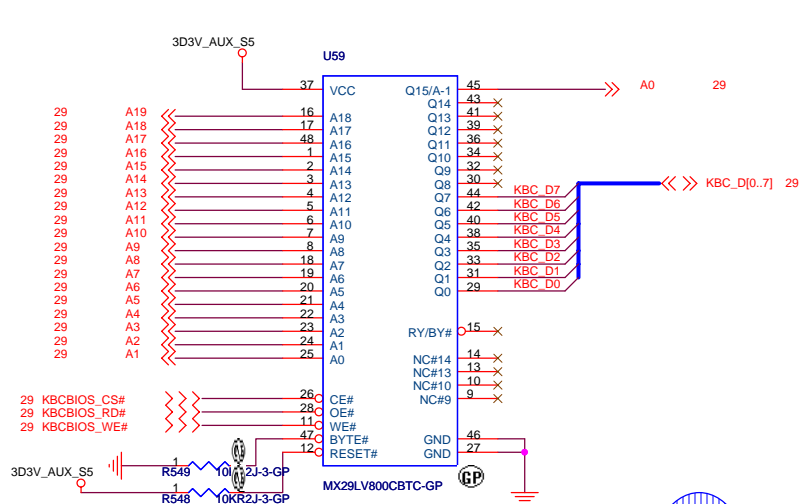 3D3V_AUX_S5
U59
37 VCC Q15/A-1 45 A0 29
Q14 43
29 A19 16 A18 Q13 41
29 A18 17 A17 Q12 39
29 A17 48 A16 Q11 36
29 A16 1 A15 Q10 34
29 A15 2 A14 Q9 32
29 A14 3 A13 Q8 30
29 A13 4 A12 Q7 44 KBC_D7 KBC_D[0..7] 29
29 A12 5 A11 Q6 42 KBC_D6
29 A11 6 A10 Q5 40 KBC_D5
29 A10 7 A9 Q4 38 KBC_D4
29 A9 8 A8 Q3 35 KBC_D3
29 A8 18 A7 Q2 33 KBC_D2
29 A7 19 A6 Q1 31 KBC_D1
29 A6 20 A5 Q0 29 KBC_D0
29 A5 21 A4
29 A4 22 A3
29 A3 23 A2 RY/BY# 15
29 A2 24 A1
29 A1 25 A0 NC#14 14
NC#13 13
NC#10 10
29 KBCBIOS_CS# 26 CE# NC#9 9
29 KBCBIOS_RD# 28 OE#
29 KBCBIOS_WE# 11 WE#
47 BYTE# GND 46
12 RESET# GND 27
1 R549 2J-3-GP
3D3V_AUX_S5
MX29LV800CBTC-GP GP
1 R548 10KR2J-3-GP